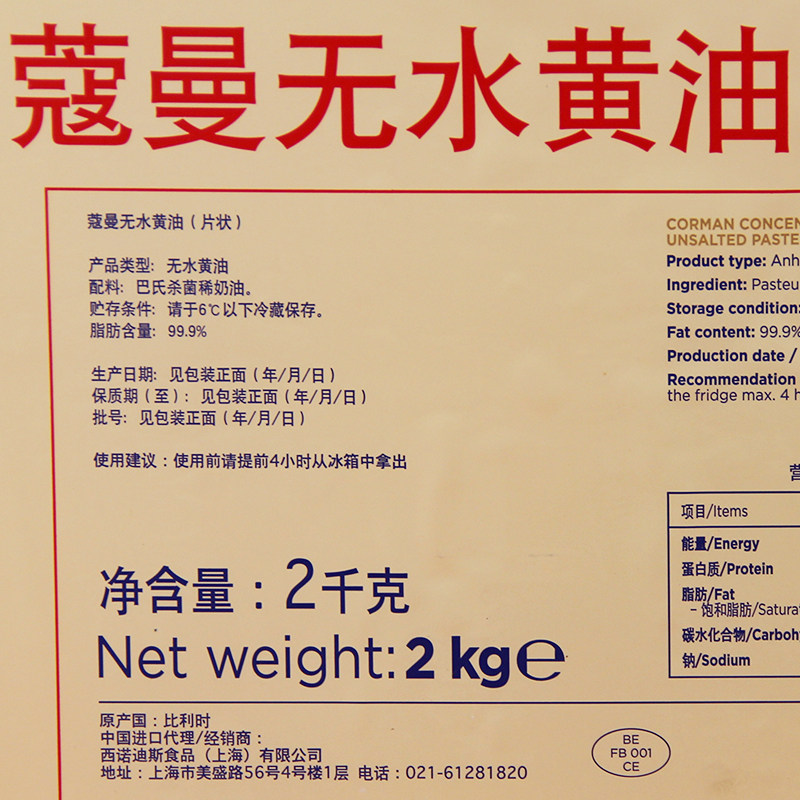 蔻曼无水黄油
蔻曼无水黄油（片状）
产品类型: 无水黄油
配料: 巴氏杀菌稀奶油。
贮存条件: 请于6℃以下冷藏保存。
脂肪含量: 99.9%
生产日期: 见包装正面（年/月/日）
保质期（至）: 见包装正面（年/月/日）
批号: 见包装正面（年/月/日）
使用建议：使用前请提前4小时从冰箱中拿出
净含量：2千克
Net weight: 2 kg℮
原产国：比利时
中国进口代理/经销商：
西诺迪斯食品（上海）有限公司
地址：上海市美盛路56号4号楼1层 电话：021-61281820
BE
FB 001
CE
CORMAN CONCEN
UNSALTED PASTE
Product type: Anh
Ingredient: Pasteu
Storage condition:
Fat content: 99.9%
Production date /
Recommendation
the fridge max. 4 h
营
项目/Items
能量/Energy
蛋白质/Protein
脂肪/Fat
- 饱和脂肪/Satura
碳水化合物/Carboh
钠/Sodium